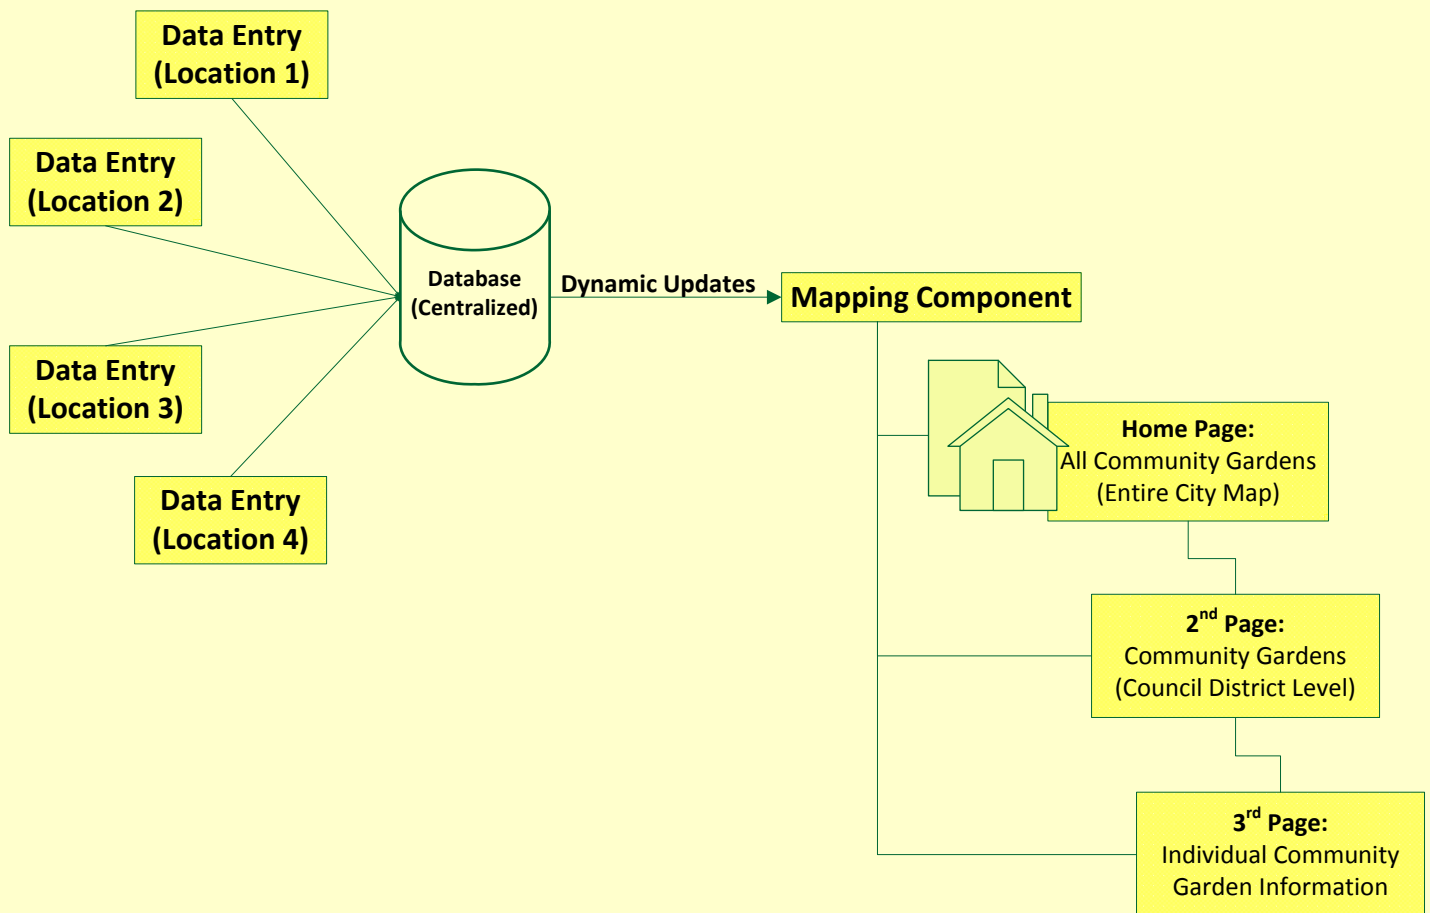 Data Entry
(Location 1)
Data Entry
(Location 2)
Database
(Centralized)
Dynamic Updates
Mapping Component
Data Entry
(Location 3)
Home Page:
All Community Gardens
(Entire City Map)
Data Entry
(Location 4)
2nd Page:
Community Gardens
(Council District Level)
3rd Page:
Individual Community
Garden Information